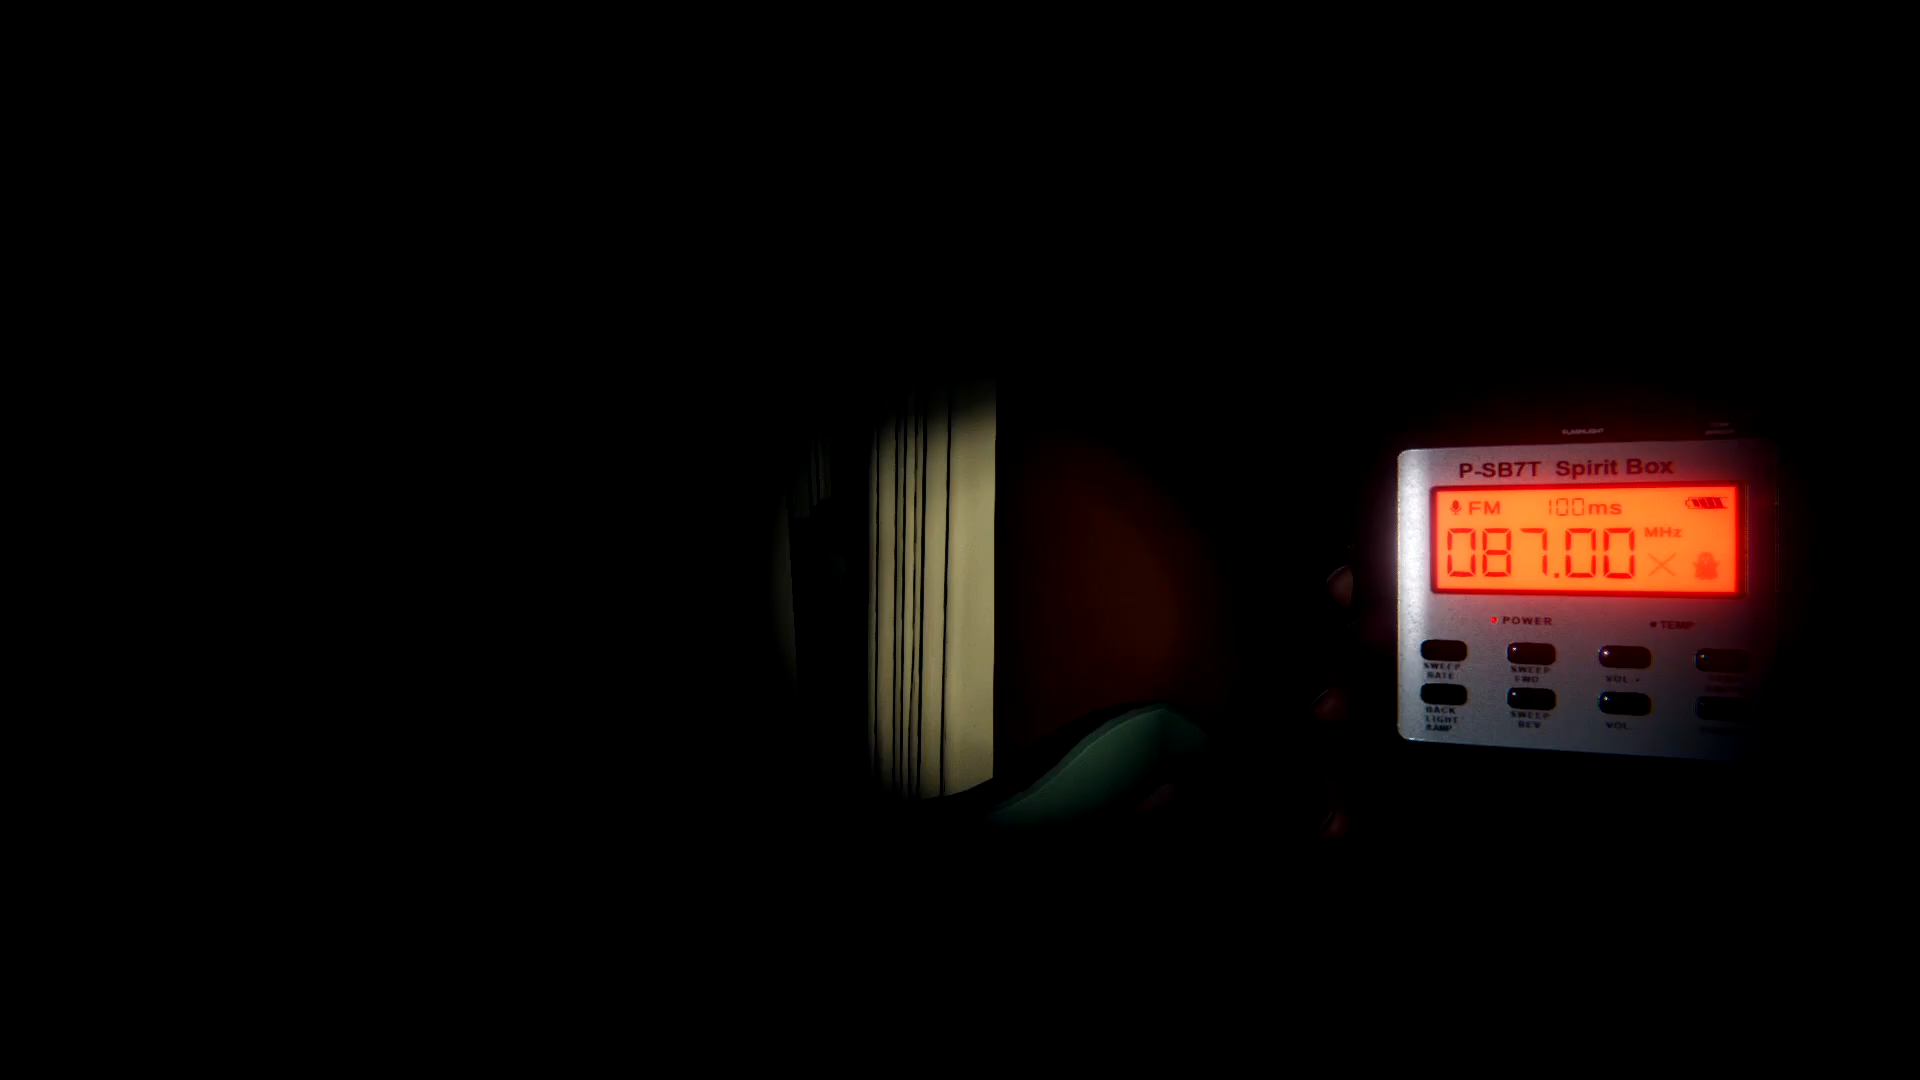 FLASHLIGHT
P-SB7T Spirit Box
FM 100ms
087.00 MHz
POWER
TEMP
SWEEP RATE
SWEEP FWD
VOL +
BACK LIGHT
SWEEP REV
VOL